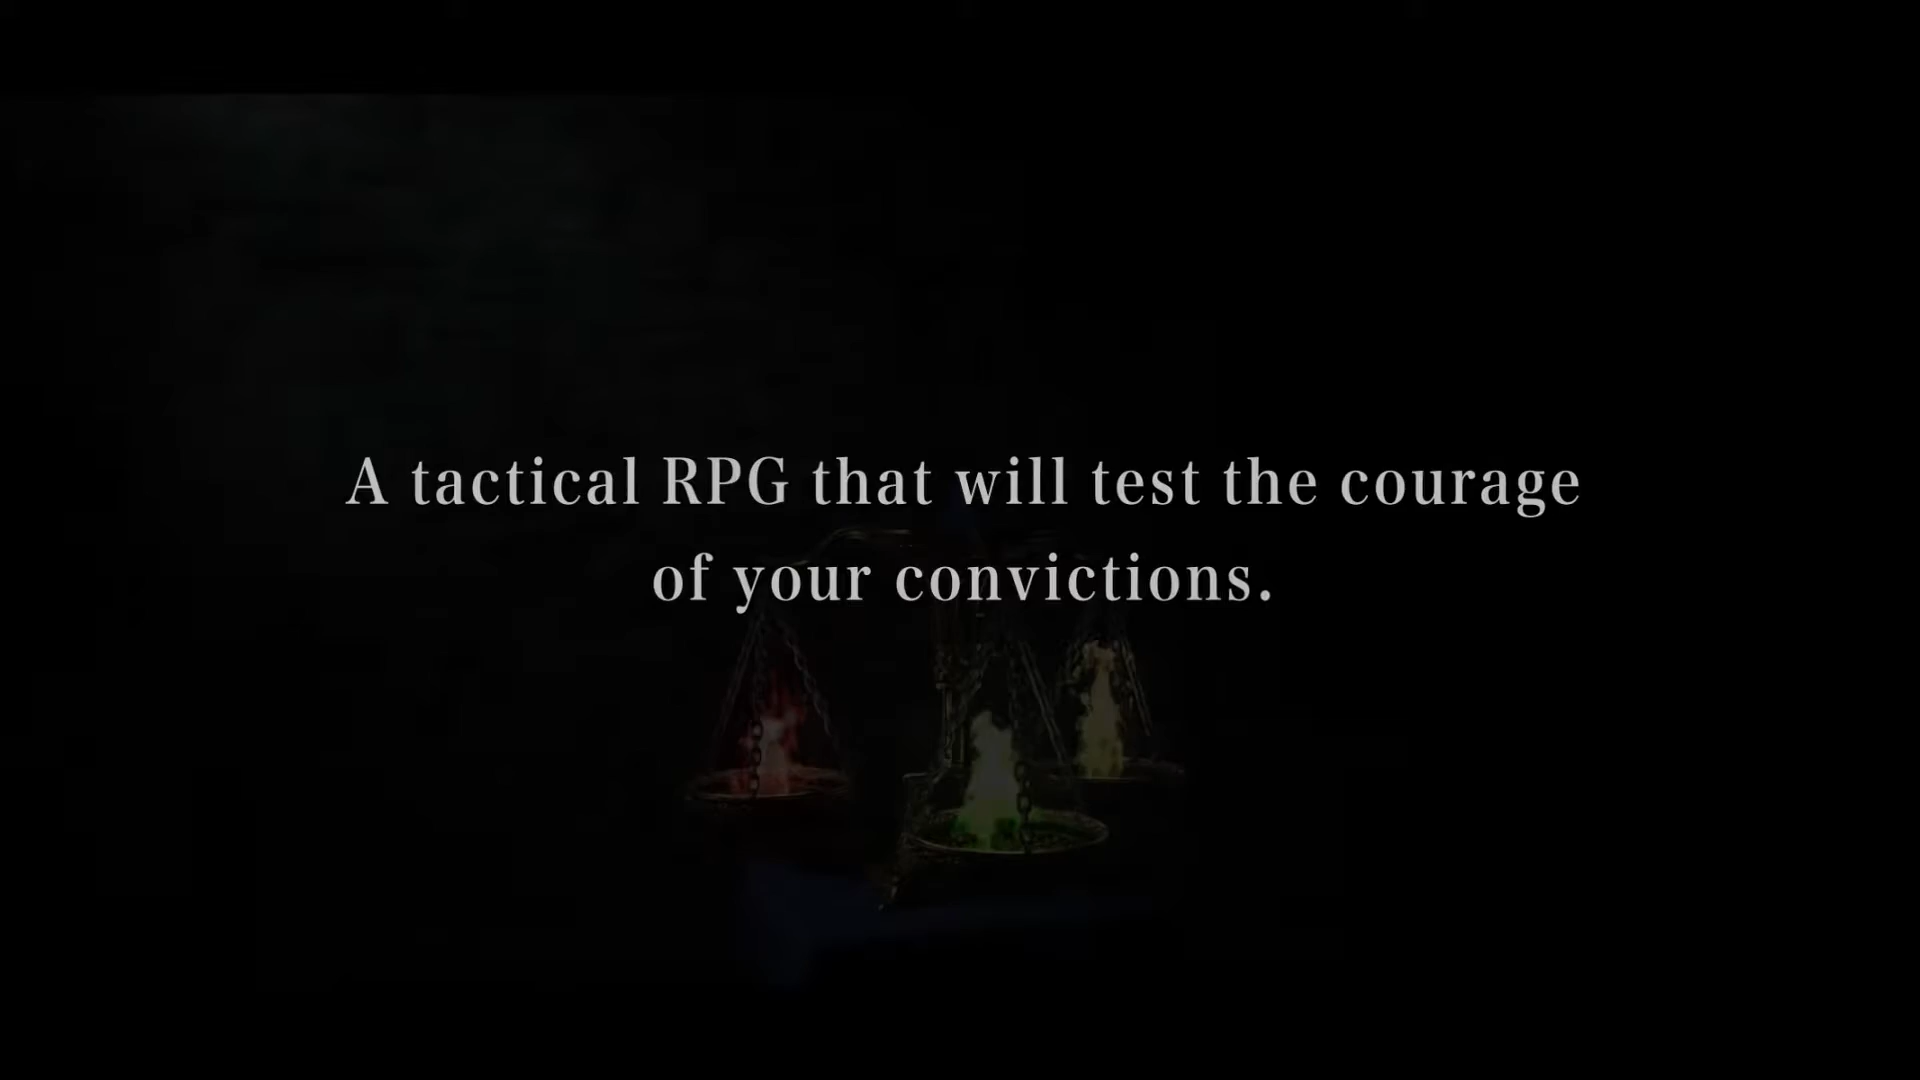 A tactical RPG that will test the courage
of your convictions.